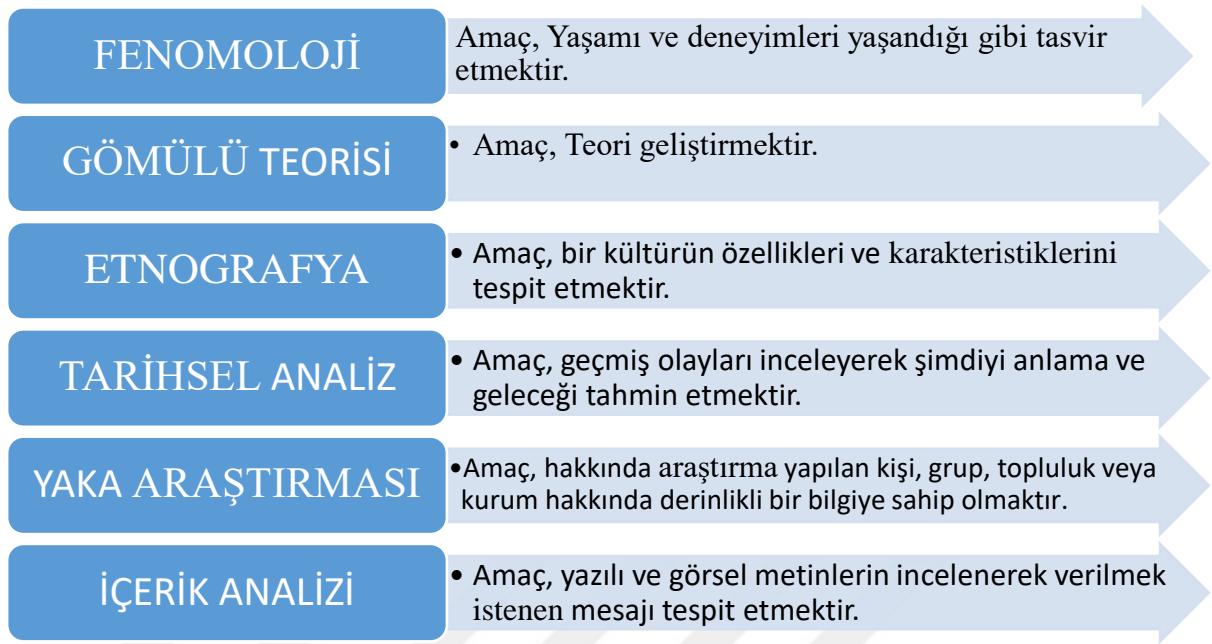 FENOMOLOJİ
Amaç, Yaşamı ve deneyimleri yaşandığı gibi tasvir
etmektir.
GÖMÜLÜ TEORİSİ
• Amaç, Teori geliştirmektir.
ETNOGRAFYA
• Amaç, bir kültürün özellikleri ve karakteristiklerini
tespit etmektir.
TARİHSEL ANALİZ
• Amaç, geçmiş olayları inceleyerek şimdiyi anlama ve
geleceği tahmin etmektir.
YAKA ARAŞTIRMASI
•Amaç, hakkında araştırma yapılan kişi, grup, topluluk veya
kurum hakkında derinlikli bir bilgiye sahip olmaktır.
İÇERİK ANALİZİ
• Amaç, yazılı ve görsel metinlerin incelenerek verilmek
istenen mesajı tespit etmektir.